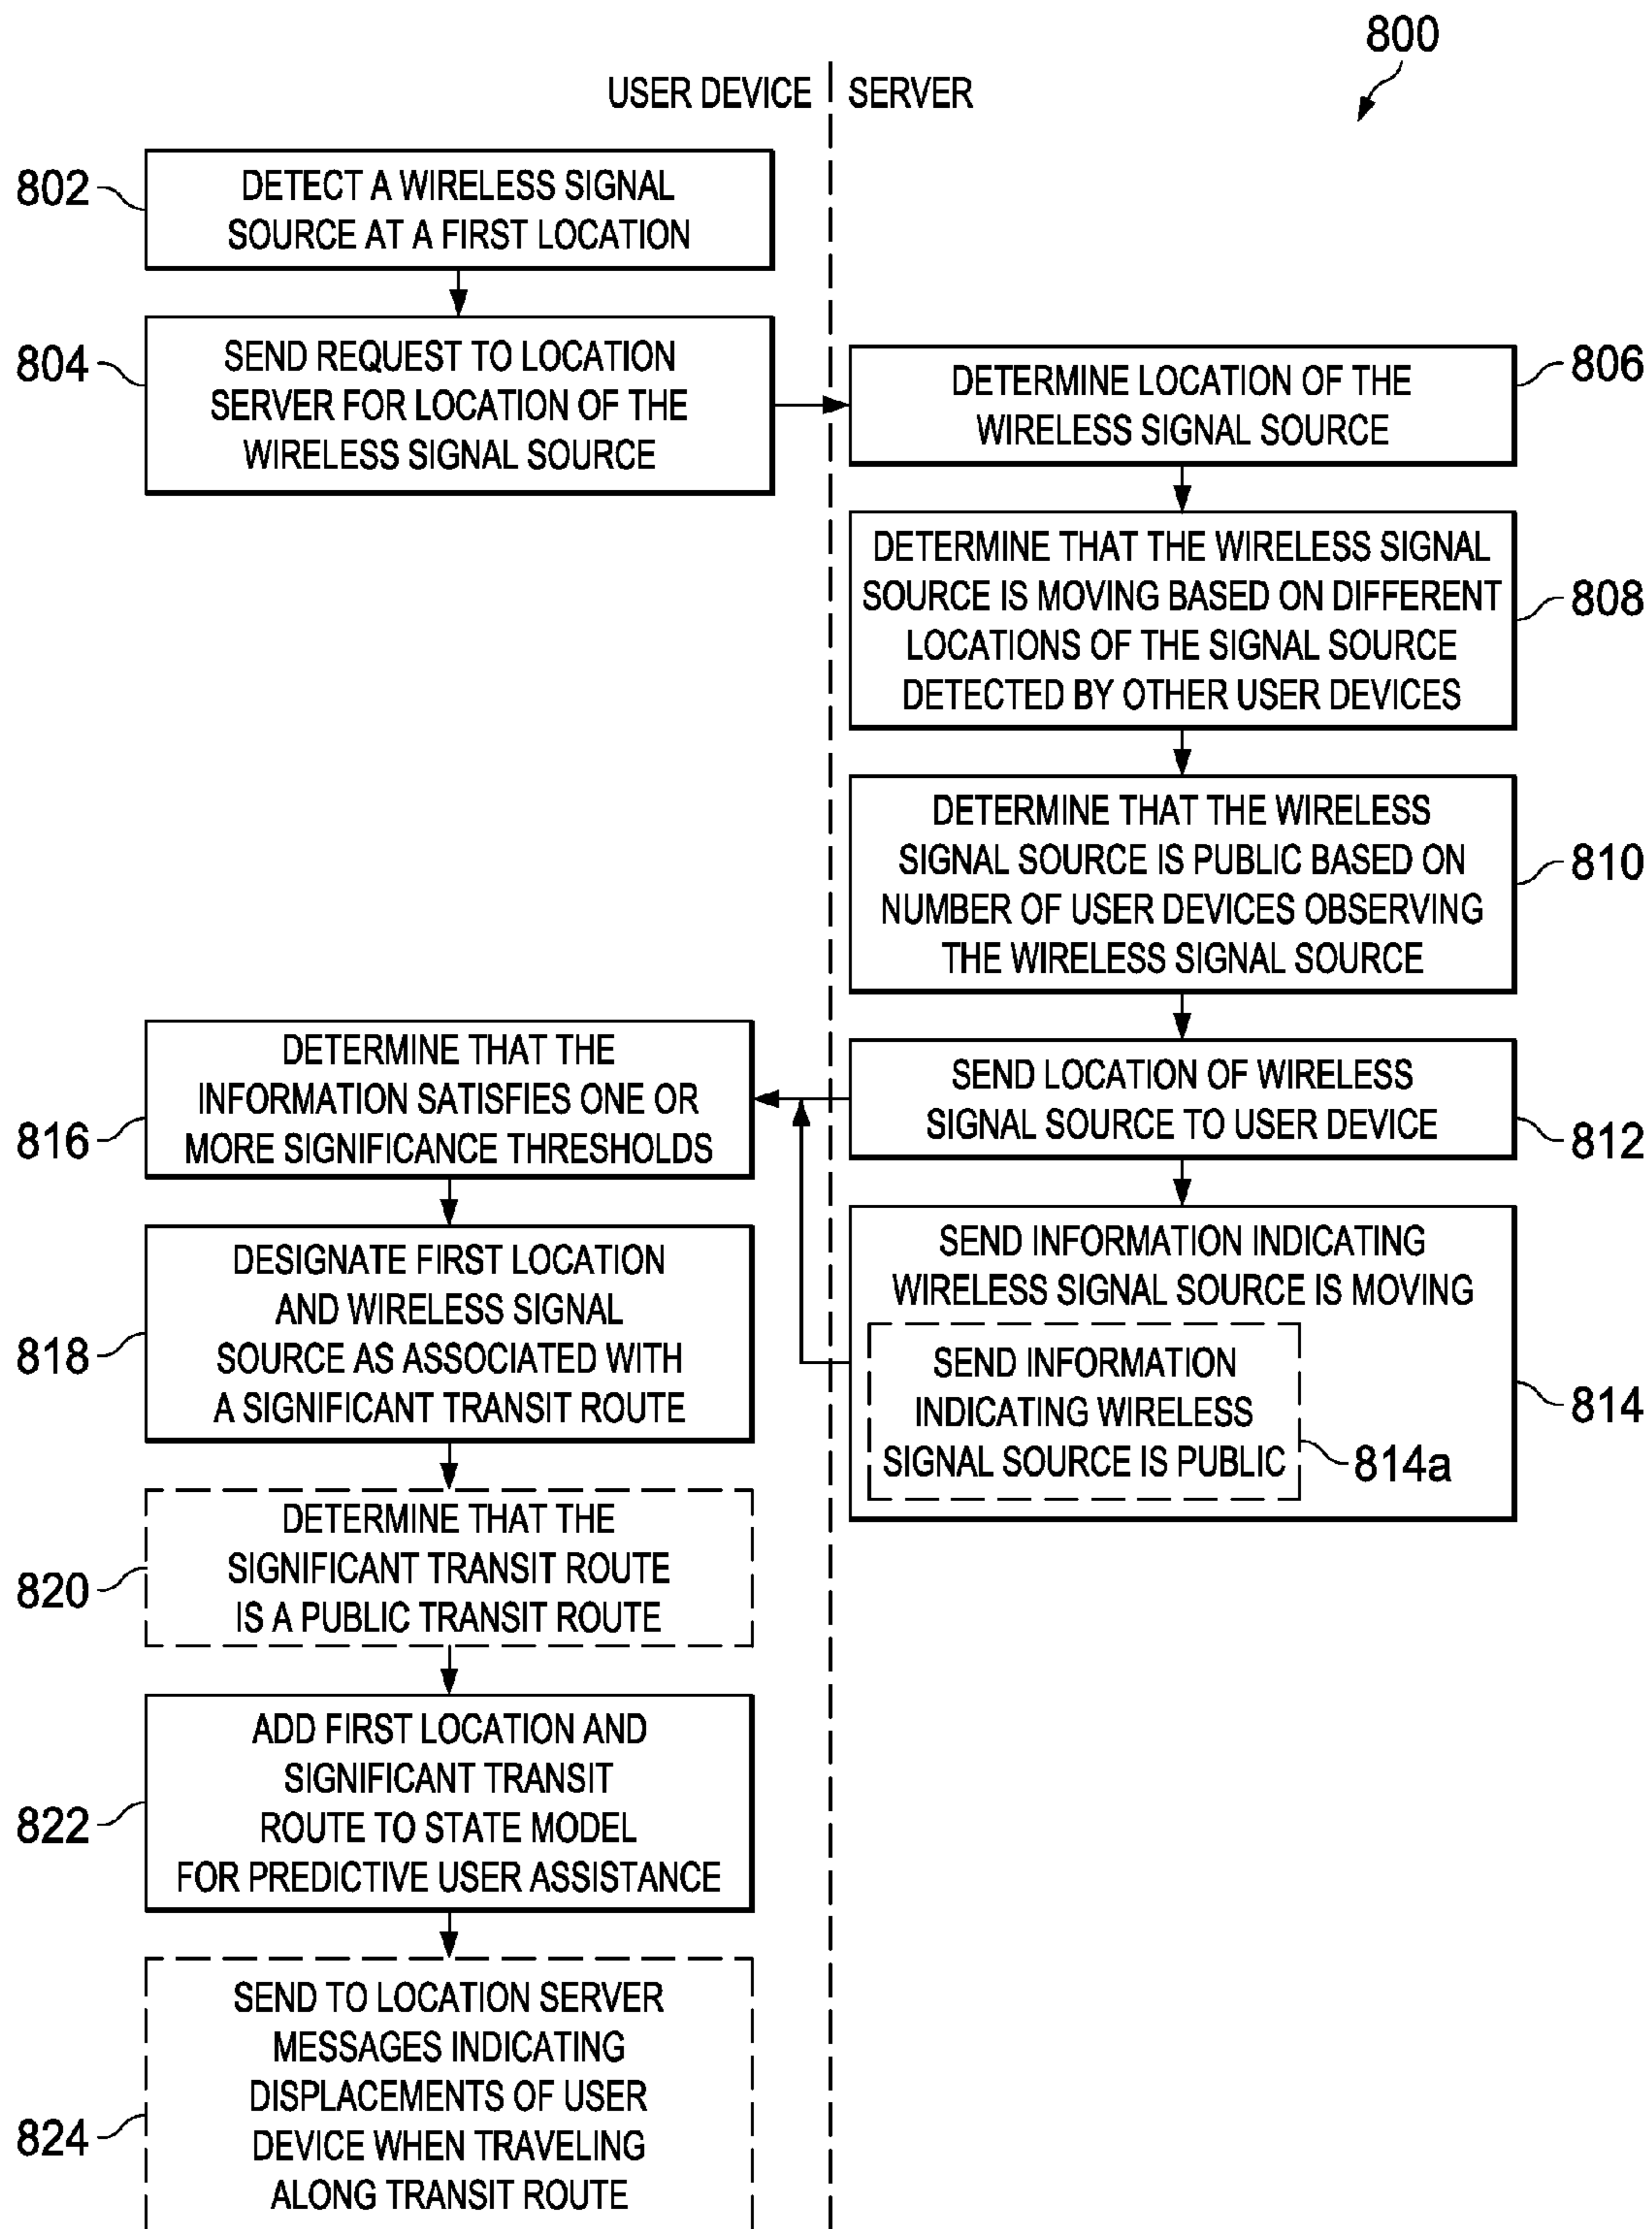 800
USER DEVICE
SERVER
802
DETECT A WIRELESS SIGNAL
SOURCE AT A FIRST LOCATION
804
SEND REQUEST TO LOCATION
SERVER FOR LOCATION OF THE
WIRELESS SIGNAL SOURCE
806
DETERMINE LOCATION OF THE
WIRELESS SIGNAL SOURCE
808
DETERMINE THAT THE WIRELESS SIGNAL
SOURCE IS MOVING BASED ON DIFFERENT
LOCATIONS OF THE SIGNAL SOURCE
DETECTED BY OTHER USER DEVICES
810
DETERMINE THAT THE WIRELESS
SIGNAL SOURCE IS PUBLIC BASED ON
NUMBER OF USER DEVICES OBSERVING
THE WIRELESS SIGNAL SOURCE
812
SEND LOCATION OF WIRELESS
SIGNAL SOURCE TO USER DEVICE
814
SEND INFORMATION INDICATING
WIRELESS SIGNAL SOURCE IS MOVING
SEND INFORMATION
INDICATING WIRELESS
SIGNAL SOURCE IS PUBLIC
814a
816
DETERMINE THAT THE
INFORMATION SATISFIES ONE OR
MORE SIGNIFICANCE THRESHOLDS
818
DESIGNATE FIRST LOCATION
AND WIRELESS SIGNAL
SOURCE AS ASSOCIATED WITH
A SIGNIFICANT TRANSIT ROUTE
820
DETERMINE THAT THE
SIGNIFICANT TRANSIT ROUTE
IS A PUBLIC TRANSIT ROUTE
822
ADD FIRST LOCATION AND
SIGNIFICANT TRANSIT
ROUTE TO STATE MODEL
FOR PREDICTIVE USER ASSISTANCE
824
SEND TO LOCATION SERVER
MESSAGES INDICATING
DISPLACEMENTS OF USER
DEVICE WHEN TRAVELING
ALONG TRANSIT ROUTE